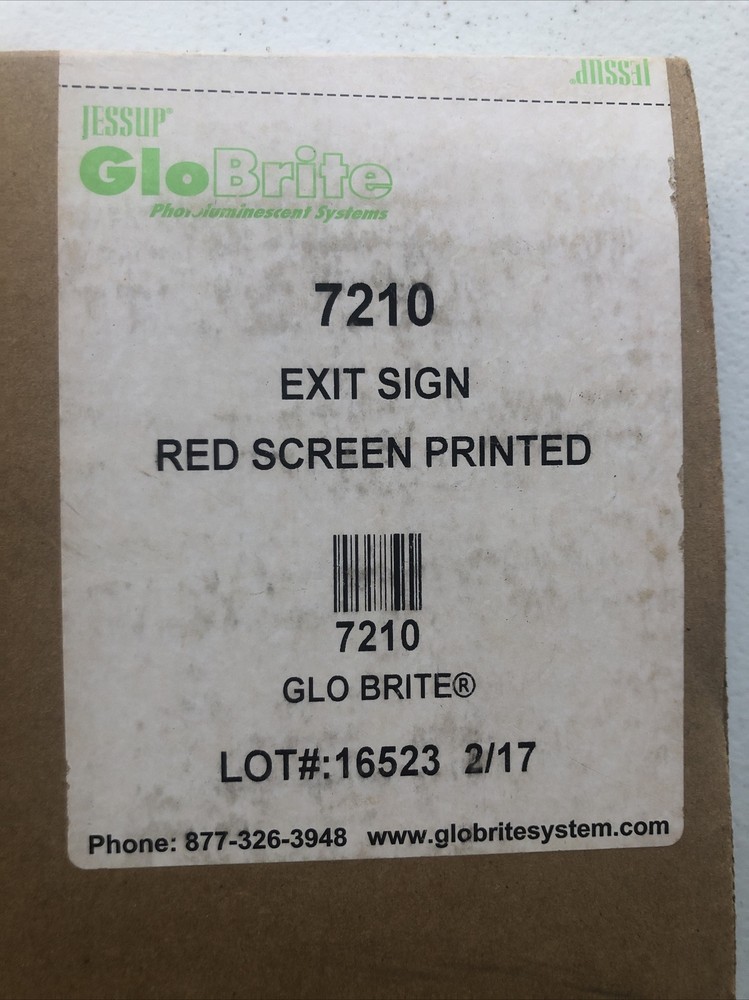 JESSUP
JESSUP®
GloBrite
Photoluminescent Systems
7210
EXIT SIGN
RED SCREEN PRINTED
7210
GLO BRITE®
LOT#:16523 2/17
Phone: 877-326-3948 www.globritesystem.com